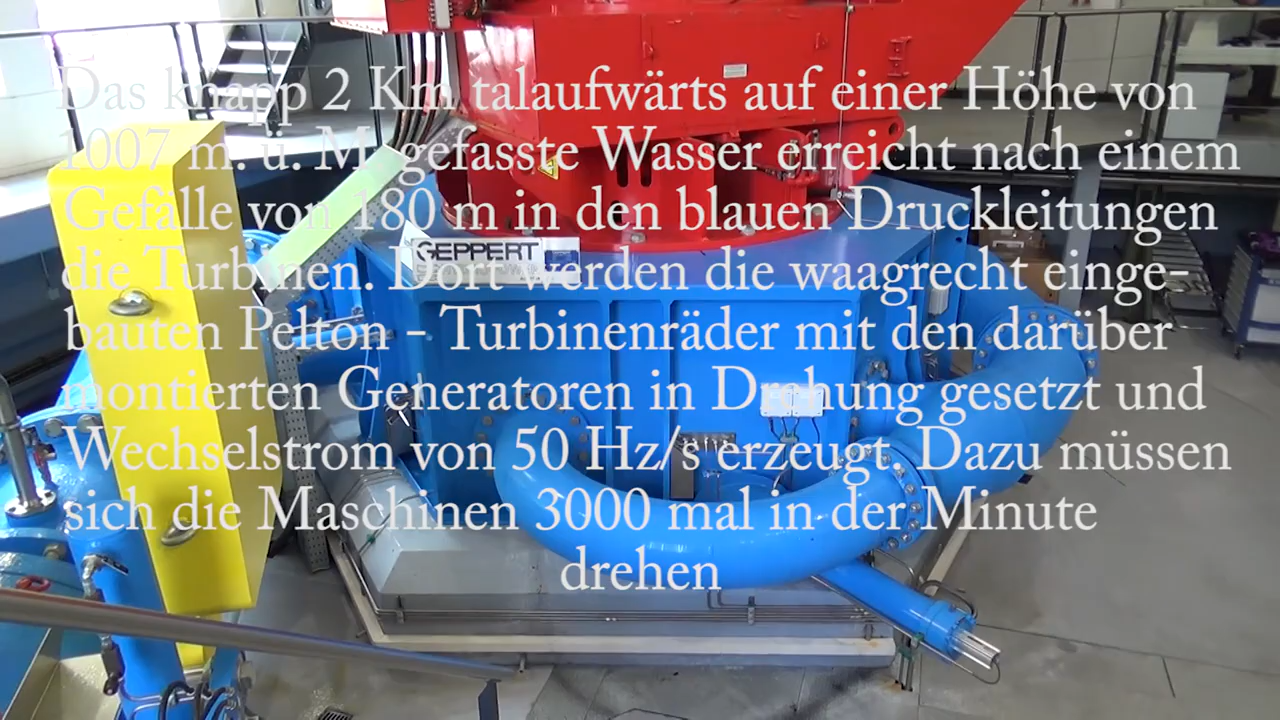 Das knapp 2 Km talaufwärts auf einer Höhe von
1007 m. ü. M. gefasste Wasser erreicht nach einem
Gefälle von 180 m in den blauen Druckleitungen
die Turbinen. Dort werden die waagrecht einge-
bauten Pelton - Turbinenräder mit den darüber
montierten Generatoren in Drehung gesetzt und
Wechselstrom von 50 Hz/s erzeugt. Dazu müssen
sich die Maschinen 3000 mal in der Minute
drehen
GEPPERT